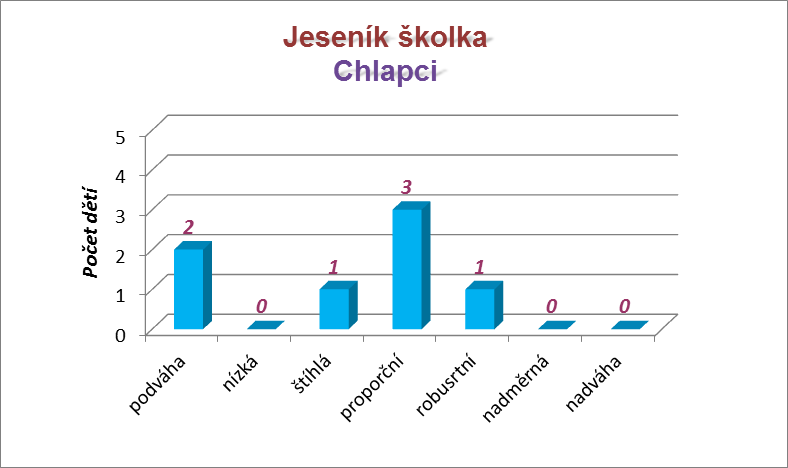 Jeseník školka
Chlapci
Počet dětí
5
4
3
2
1
0
2
0
1
3
1
0
0
podváha
nízká
štíhlá
proporční
robusrtní
nadměrná
nadváha